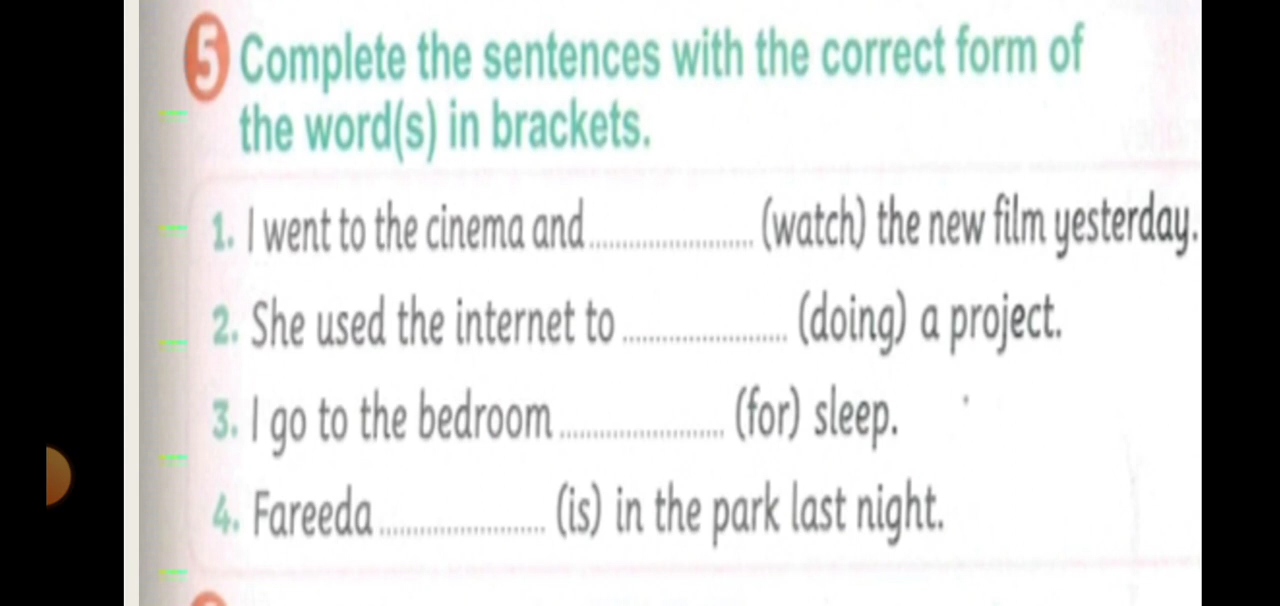 5 Complete the sentences with the correct form of
the word(s) in brackets.
1. I went to the cinema and.................... (watch) the new film yesterday.
2. She used the internet to .................... (doing) a project.
3. I go to the bedroom .................... (for) sleep.
4. Fareeda .................... (is) in the park last night.